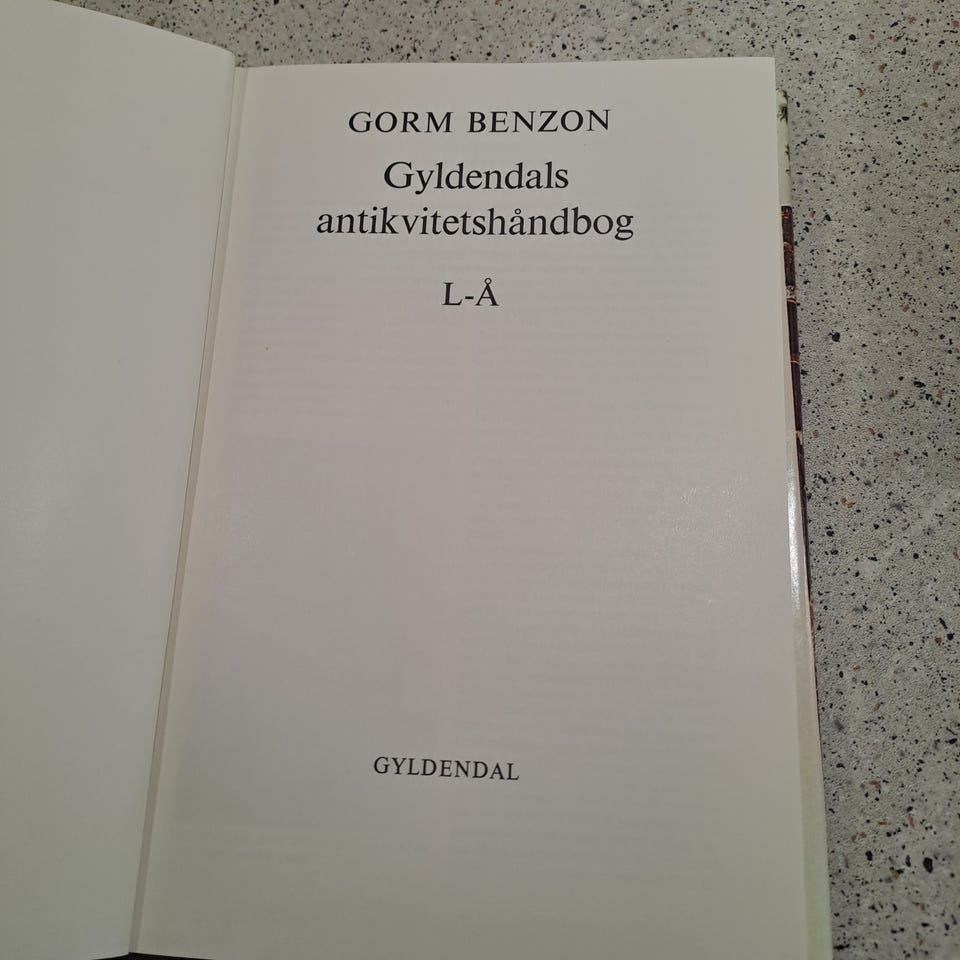 GORM BENZON
Gyldendals
antikvitetshåndbog
L-Å
GYLDENDAL